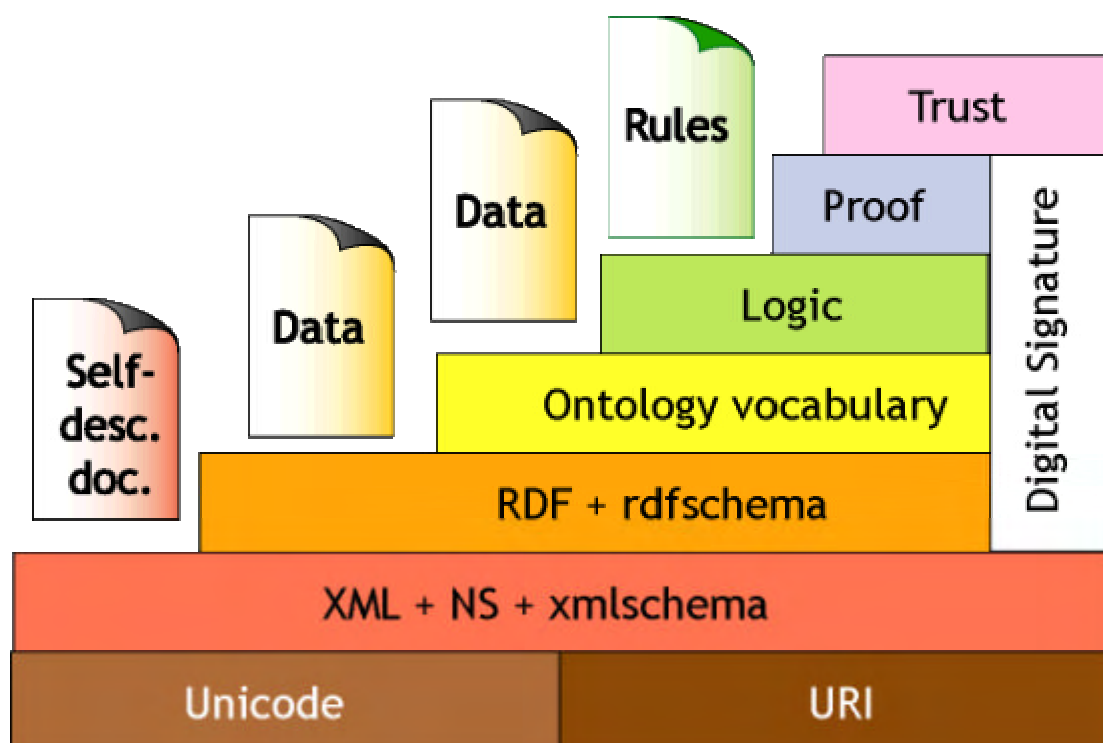 Rules
Trust
Data
Proof
Data
Logic
Digital Signature
Self-
desc.
doc.
Ontology vocabulary
RDF + rdfschema
XML + NS + xmlschema
Unicode
URI